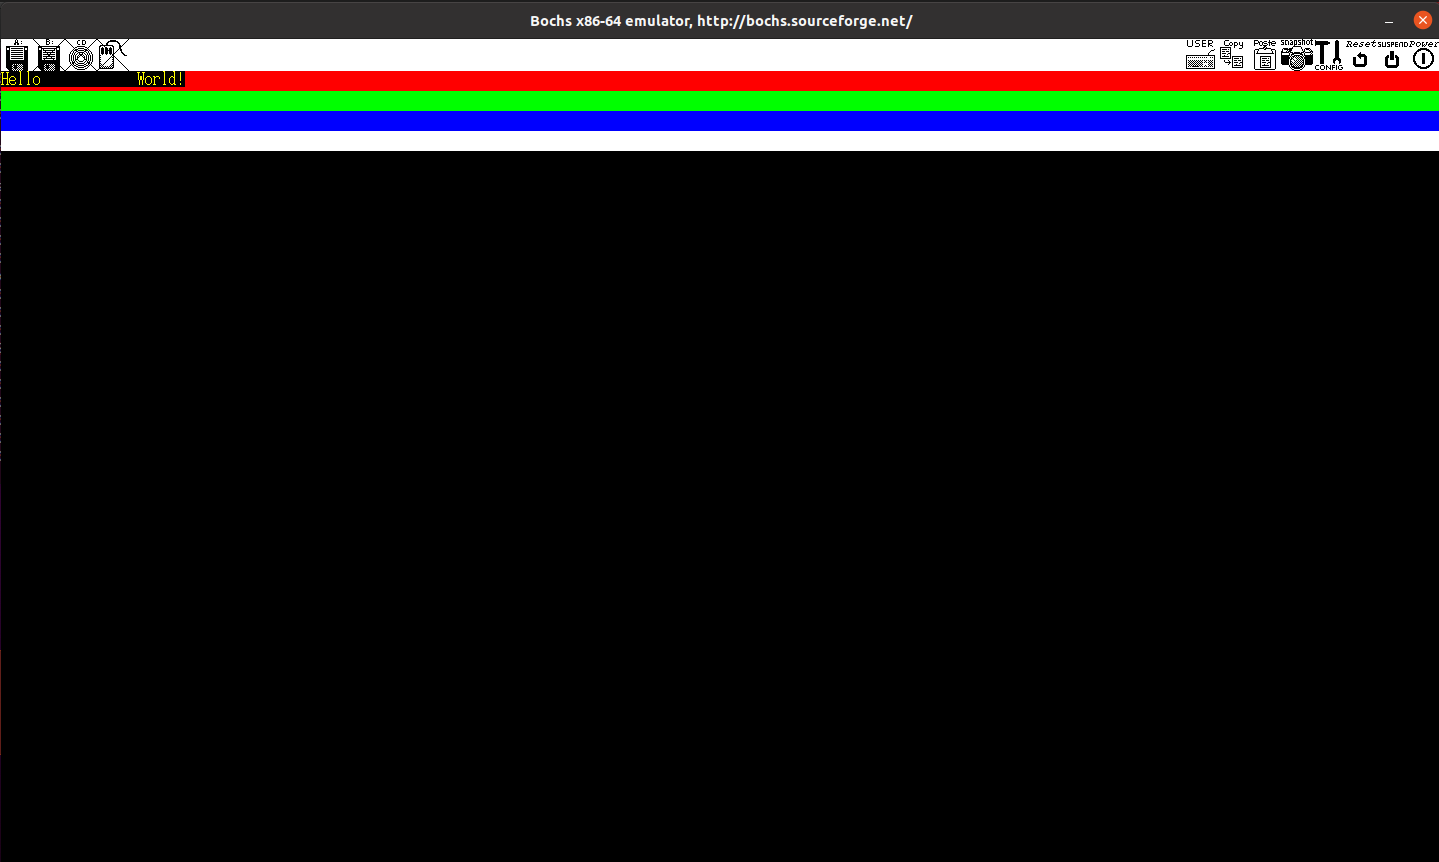 Bochs x86-64 emulator, http://bochs.sourceforge.net/
A: B: CD USER Copy Paste snapshot CONFIG Reset SUSPEND Power
Hello World!